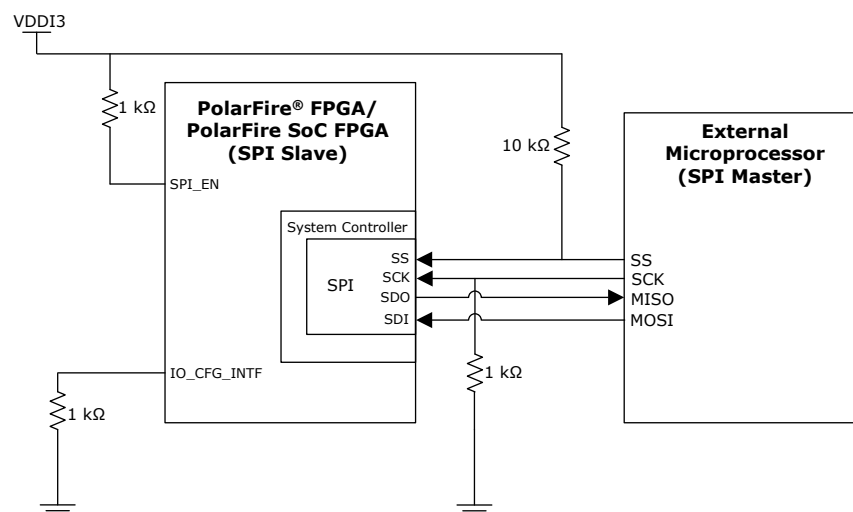 VDDI3
1 kΩ
PolarFire® FPGA/
PolarFire SoC FPGA
(SPI Slave)
10 kΩ
External
Microprocessor
(SPI Master)
SPI_EN
System Controller
SPI
SS
SCK
SDO
SDI
SS
SCK
MISO
MOSI
IO_CFG_INTF
1 kΩ
1 kΩ